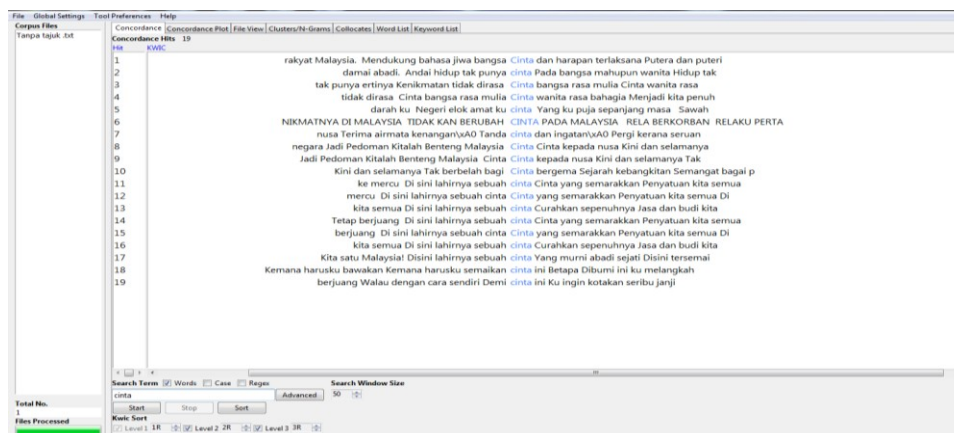 File Global Settings Tool Preferences Help
Corpus Files
Tanpa tajuk .txt
Concordance Concordance Plot File View Clusters/N-Grams Collocates Word List Keyword List
Concordance Hits 19
Hit KWIC
1 rakyat Malaysia. Mendukung bahasa jiwa bangsa Cinta dan harapan terlaksana Putera dan puteri
2 damai abadi. Andai hidup tak punya cinta Pada bangsa mahupun wanita Hidup tak
3 tak punya ertinya Kenikmatan tidak dirasa Cinta bangsa rasa mulia Cinta wanita rasa
4 tidak dirasa Cinta bangsa rasa mulia Cinta wanita rasa bahagia Menjadi kita penuh
5 darah ku Negeri elok amat ku cinta Yang ku puja sepanjang masa Sawah
6 NIKMATNYA DI MALAYSIA TIDAK KAN BERUBAH CINTA PADA MALAYSIA RELA BERKORBAN RELAKU PERTA
7 nusa Terima airmata kenangan\xA0 Tanda cinta dan ingatan\xA0 Pergi kerana seruan
8 negara Jadi Pedoman Kitalah Benteng Malaysia Cinta Cinta kepada nusa Kini dan selamanya
9 Jadi Pedoman Kitalah Benteng Malaysia Cinta Cinta kepada nusa Kini dan selamanya Tak
10 Kini dan selamanya Tak berbelah bagi Cinta bergema Sejarah kebangkitan Semangat bagai p
11 ke mercu Di sini lahirnya sebuah cinta Cinta yang semarakkan Penyatuan kita semua
12 mercu Di sini lahirnya sebuah cinta Cinta yang semarakkan Penyatuan kita semua Di
13 kita semua Di sini lahirnya sebuah cinta Curahkan sepenuhnya Jasa dan budi kita
14 Tetap berjuang Di sini lahirnya sebuah cinta Cinta yang semarakkan Penyatuan kita semua
15 berjuang Di sini lahirnya sebuah cinta Cinta yang semarakkan Penyatuan kita semua Di
16 kita semua Di sini lahirnya sebuah cinta Curahkan sepenuhnya Jasa dan budi kita
17 Kita satu Malaysia! Disini lahirnya sebuah cinta Yang murni abadi sejati Disini tersemai
18 Kemana harusku bawakan Kemana harusku semaikan cinta ini Betapa Dibumi ini ku melangkah
19 berjuang Walau dengan cara sendiri Demi cinta ini Ku ingin kotakan seribu janji
Search Term Words Case Regex Search Window Size
cinta Advanced 50
Start Stop Sort
Kwic Sort
Level 1 1R Level 2 2R Level 3 3R
Total No.
1
Files Processed